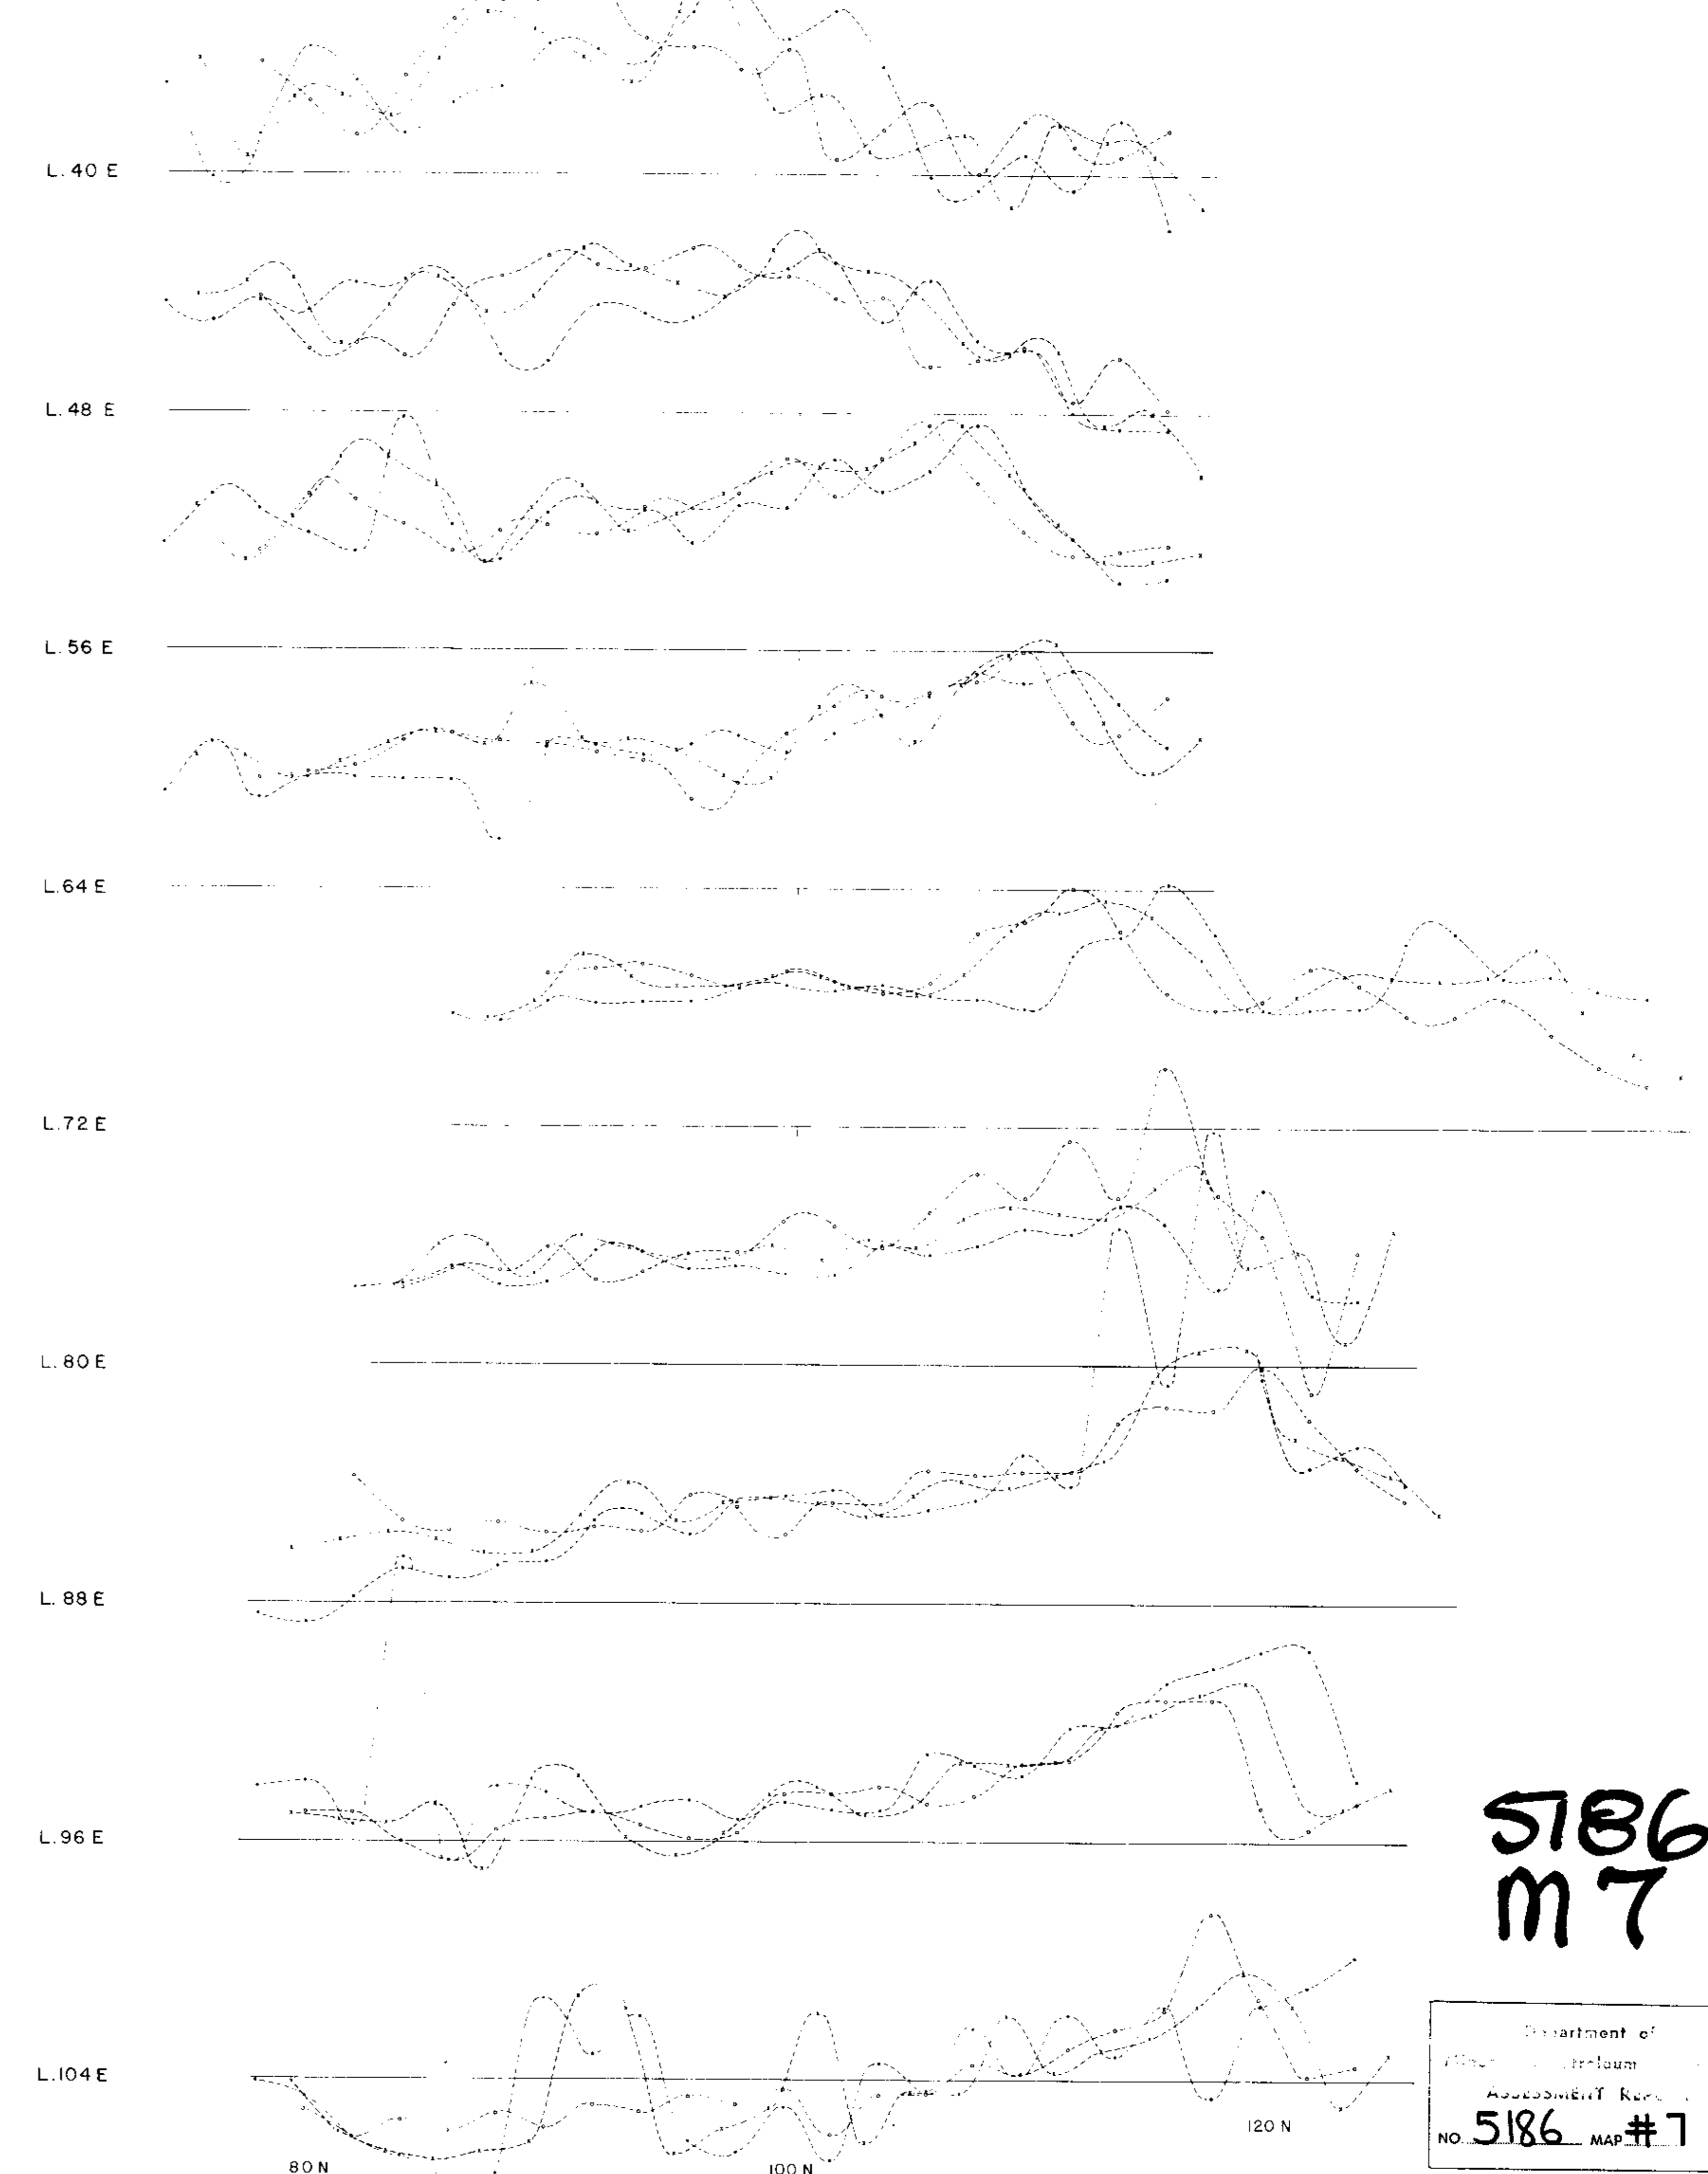 L. 40 E
L. 48 E
L. 56 E
L. 64 E
L. 72 E
L. 80 E
L. 88 E
L. 96 E
5186
M 7
L. 104 E
Department of
ASSESSMENT
120 N
NO. 5186 MAP #7
80 N
100 N